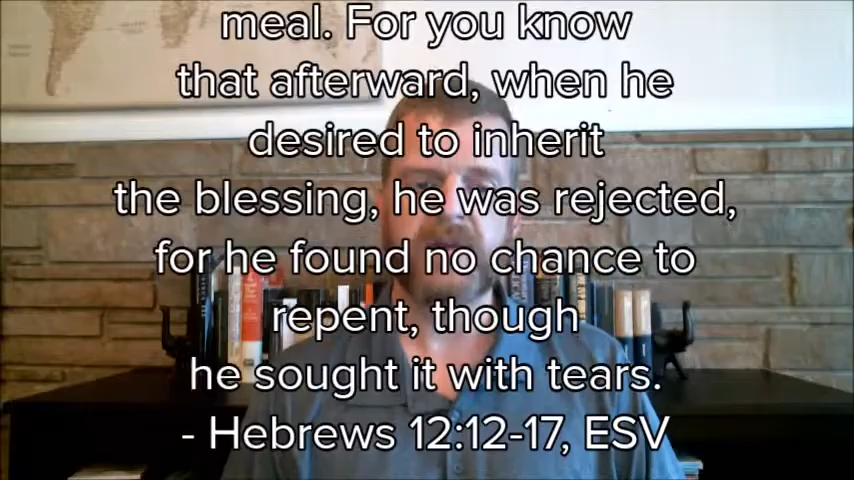 meal. For you know
that afterward, when he
desired to inherit
the blessing, he was rejected,
for he found no chance to
repent, though
he sought it with tears.
- Hebrews 12:12-17, ESV